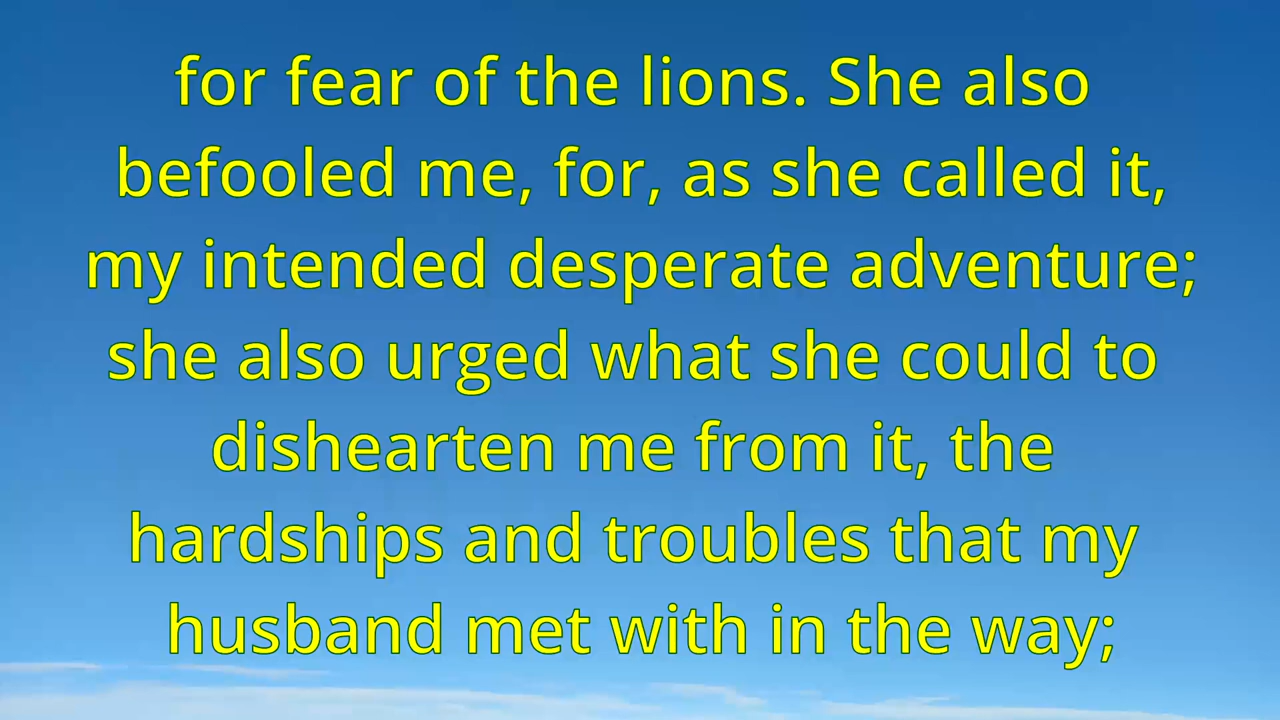 for fear of the lions. She also
befooled me, for, as she called it,
my intended desperate adventure;
she also urged what she could to
dishearten me from it, the
hardships and troubles that my
husband met with in the way;